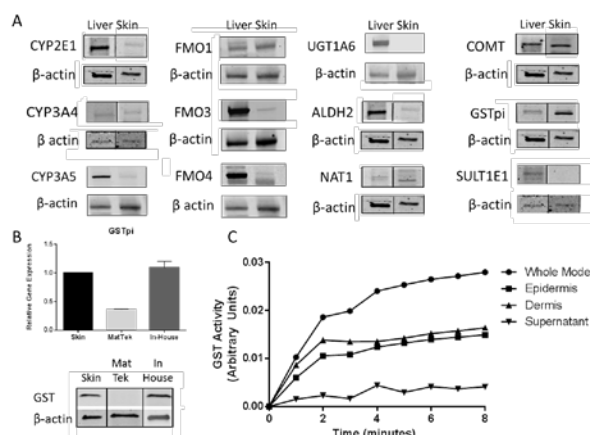 A
Liver Skin
Liver Skin
Liver Skin
Liver Skin
CYP2E1
FMO1
UGT1A6
COMT
β-actin
β-actin
β-actin
β-actin
CYP3A4
FMO3
ALDH2
GSTpi
β actin
β-actin
β-actin
β-actin
CYP3A5
FMO4
NAT1
SULT1E1
β-actin
β actin
β-actin
β-actin
B
GSTpi
Relative Gene Expression
1.5
1.0
0.5
0.0
Skin
MatTek
In-House
Skin
Mat Tek
In House
GST
β-actin
C
GST Activity
(Arbitrary Units)
0.03
0.02
0.01
0.00
0
2
4
6
8
Time (minutes)
Whole Mode
Epidermis
Dermis
Supernatant